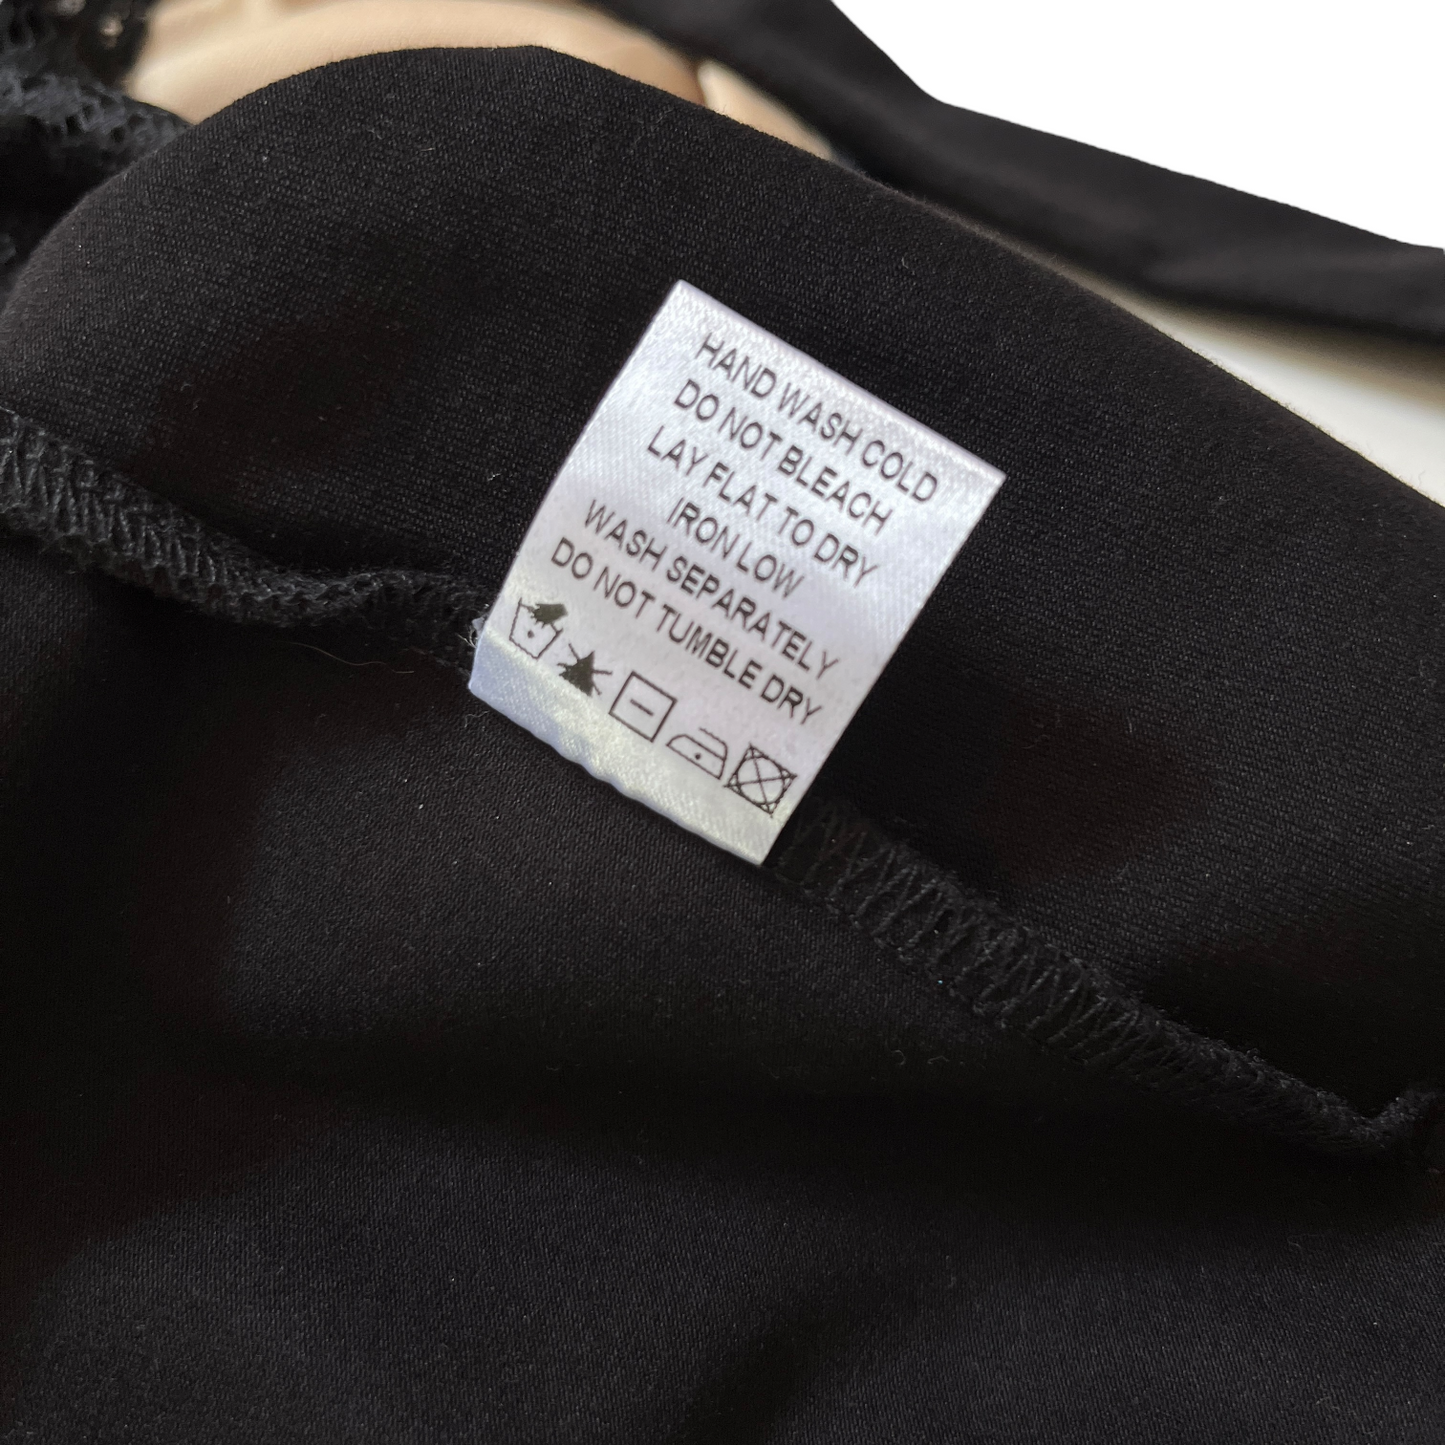 HAND WASH COLD
DO NOT BLEACH
LAY FLAT TO DRY
IRON LOW
WASH SEPARATELY
DO NOT TUMBLE DRY